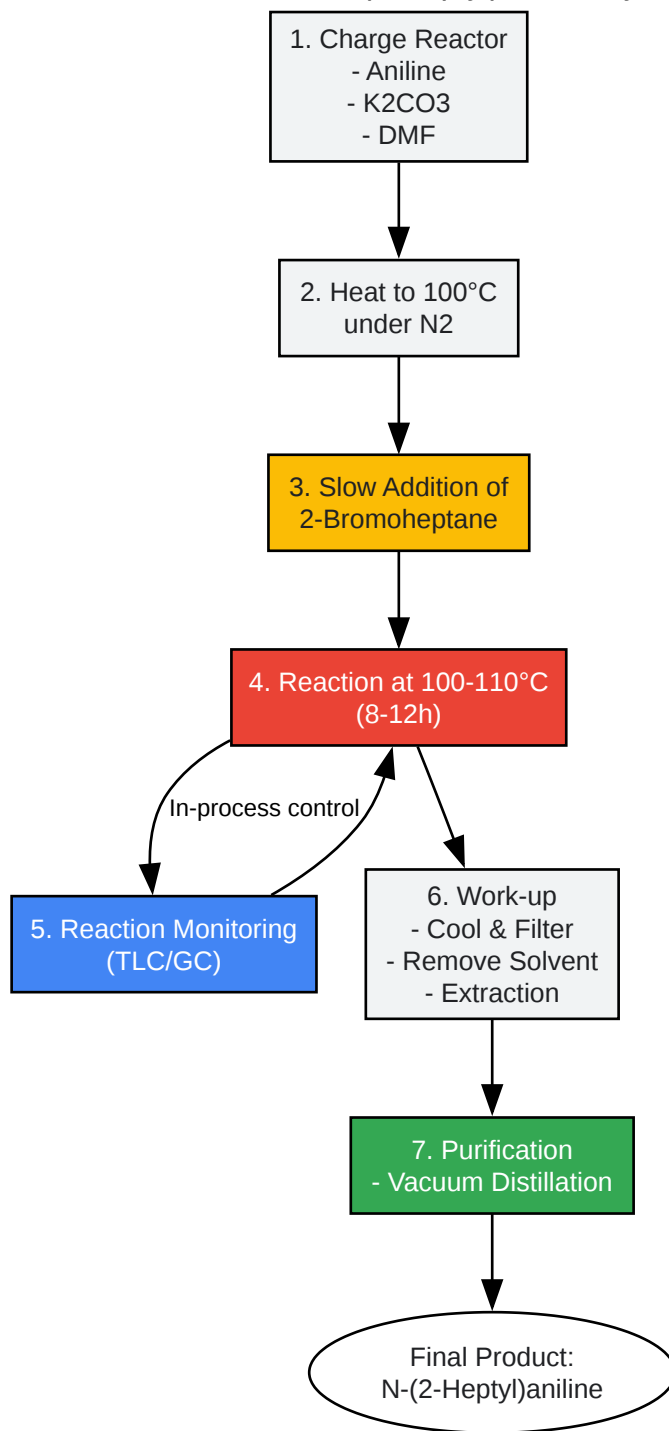 1. Charge Reactor
- Aniline
- K2CO3
- DMF
2. Heat to 100°C
under N2
3. Slow Addition of
2-Bromoheptane
4. Reaction at 100-110°C
(8-12h)
In-process control
5. Reaction Monitoring
(TLC/GC)
6. Work-up
- Cool & Filter
- Remove Solvent
- Extraction
7. Purification
- Vacuum Distillation
Final Product:
N-(2-Heptyl)aniline